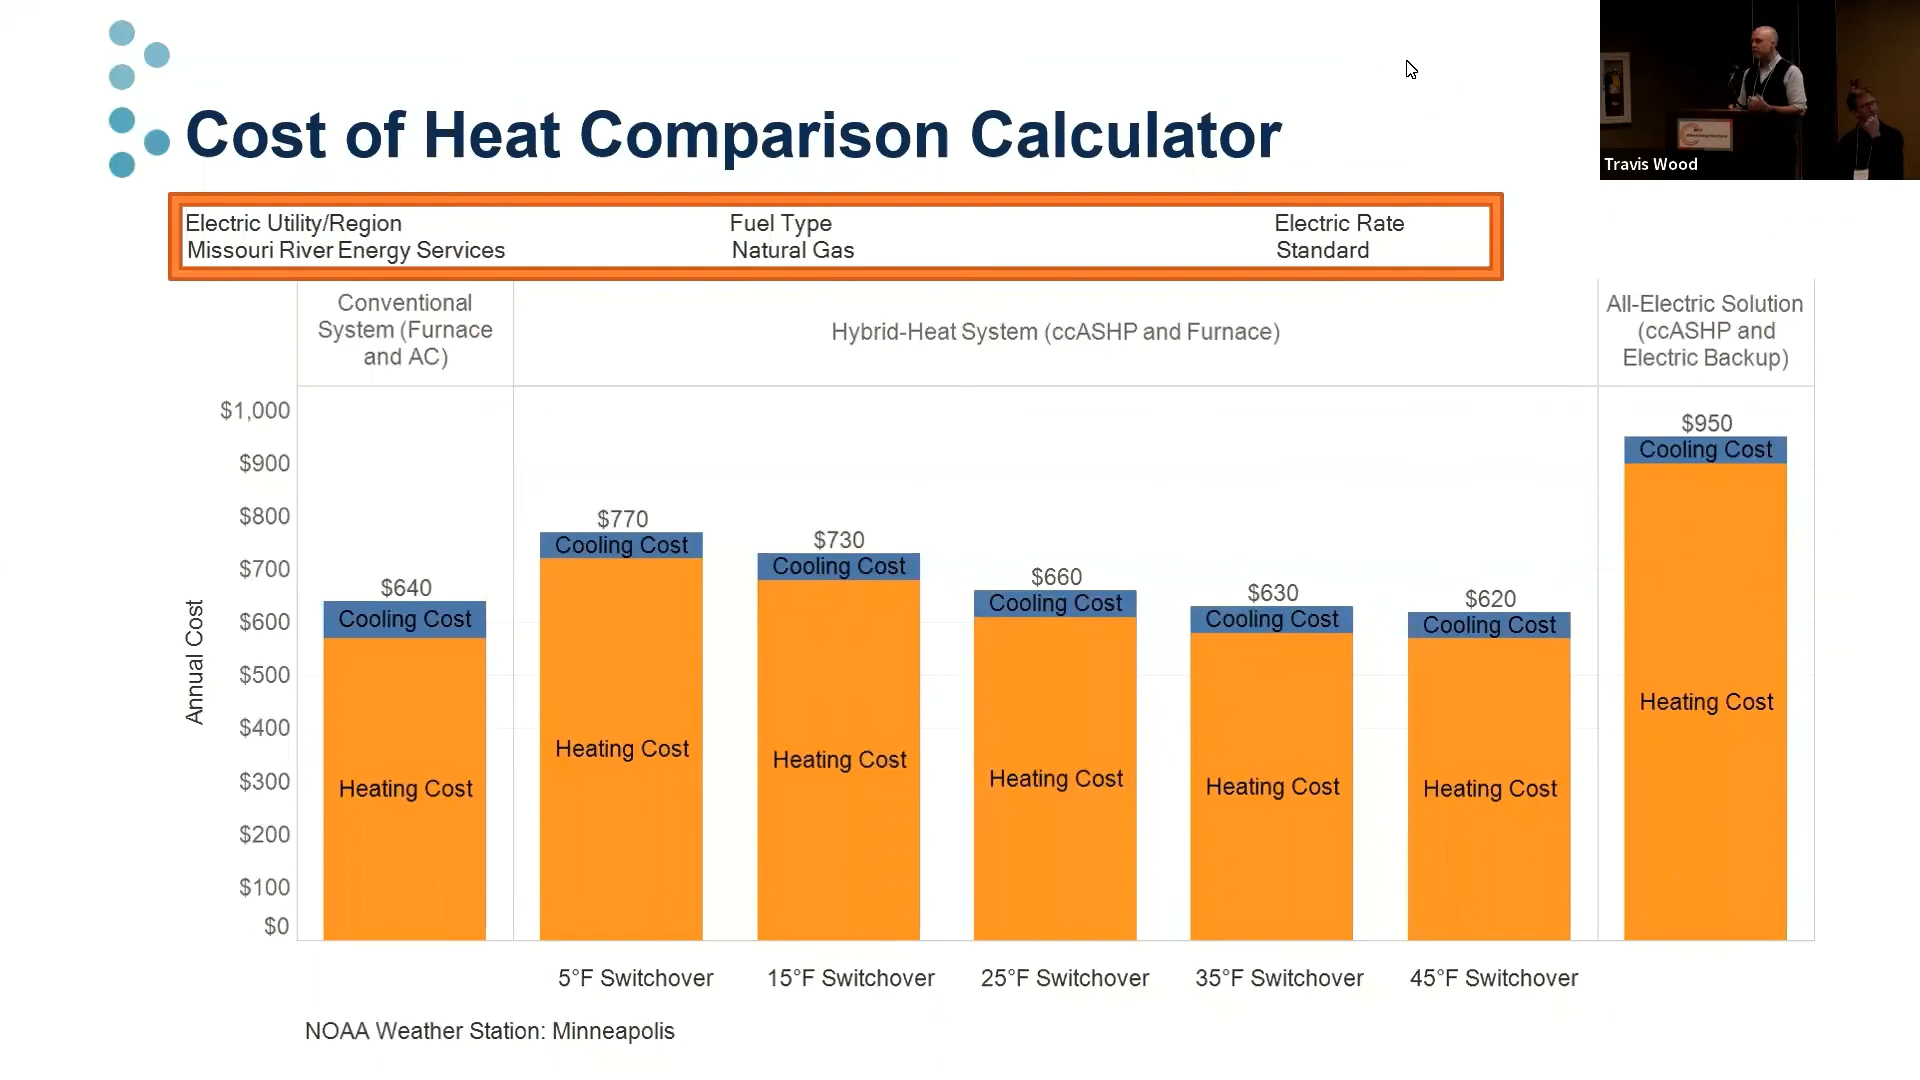 Cost of Heat Comparison Calculator
Travis Wood
Electric Utility/Region
Missouri River Energy Services
Fuel Type
Natural Gas
Electric Rate
Standard
Conventional
System (Furnace
and AC)
Hybrid-Heat System (ccASHP and Furnace)
All-Electric Solution
(ccASHP and
Electric Backup)
Annual Cost
$1,000
$900
$800
$700
$600
$500
$400
$300
$200
$100
$0
$640
Cooling Cost
Heating Cost
$770
Cooling Cost
Heating Cost
$730
Cooling Cost
Heating Cost
$660
Cooling Cost
Heating Cost
$630
Cooling Cost
Heating Cost
$620
Cooling Cost
Heating Cost
$950
Cooling Cost
Heating Cost
5°F Switchover
15°F Switchover
25°F Switchover
35°F Switchover
45°F Switchover
NOAA Weather Station: Minneapolis